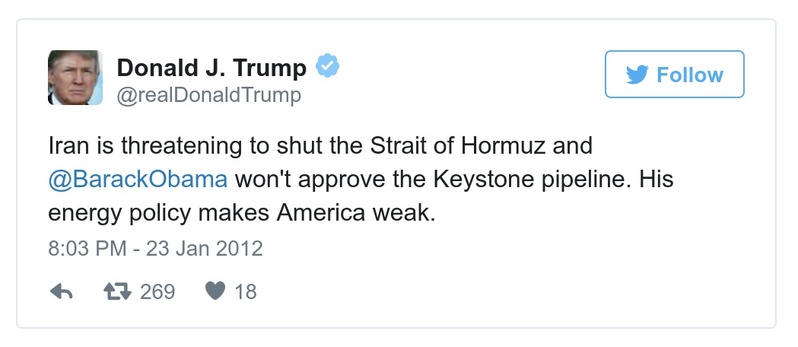 Donald J. Trump
@realDonaldTrump
Follow
Iran is threatening to shut the Strait of Hormuz and
@BarackObama won't approve the Keystone pipeline. His
energy policy makes America weak.
8:03 PM - 23 Jan 2012
269 18